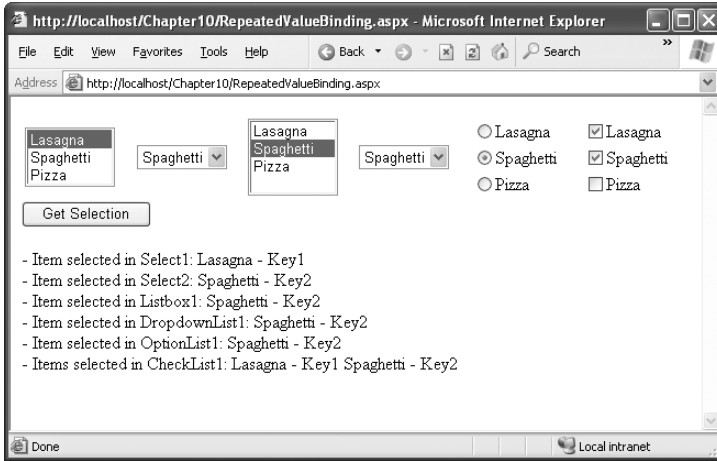 http://localhost/Chapter10/RepeatedValueBinding.aspx - Microsoft Internet Explorer
File Edit View Favorites Tools Help Back Search »
Address http://localhost/Chapter10/RepeatedValueBinding.aspx
Lasagna
Spaghetti
Pizza
Spaghetti
Lasagna
Spaghetti
Pizza
Spaghetti
Lasagna
Spaghetti
Pizza
Lasagna
Spaghetti
Pizza
Get Selection
- Item selected in Select1: Lasagna - Key1
- Item selected in Select2: Spaghetti - Key2
- Item selected in Listbox1: Spaghetti - Key2
- Item selected in DropdownList1: Spaghetti - Key2
- Item selected in OptionList1: Spaghetti - Key2
- Items selected in CheckList1: Lasagna - Key1 Spaghetti - Key2
Done Local intranet